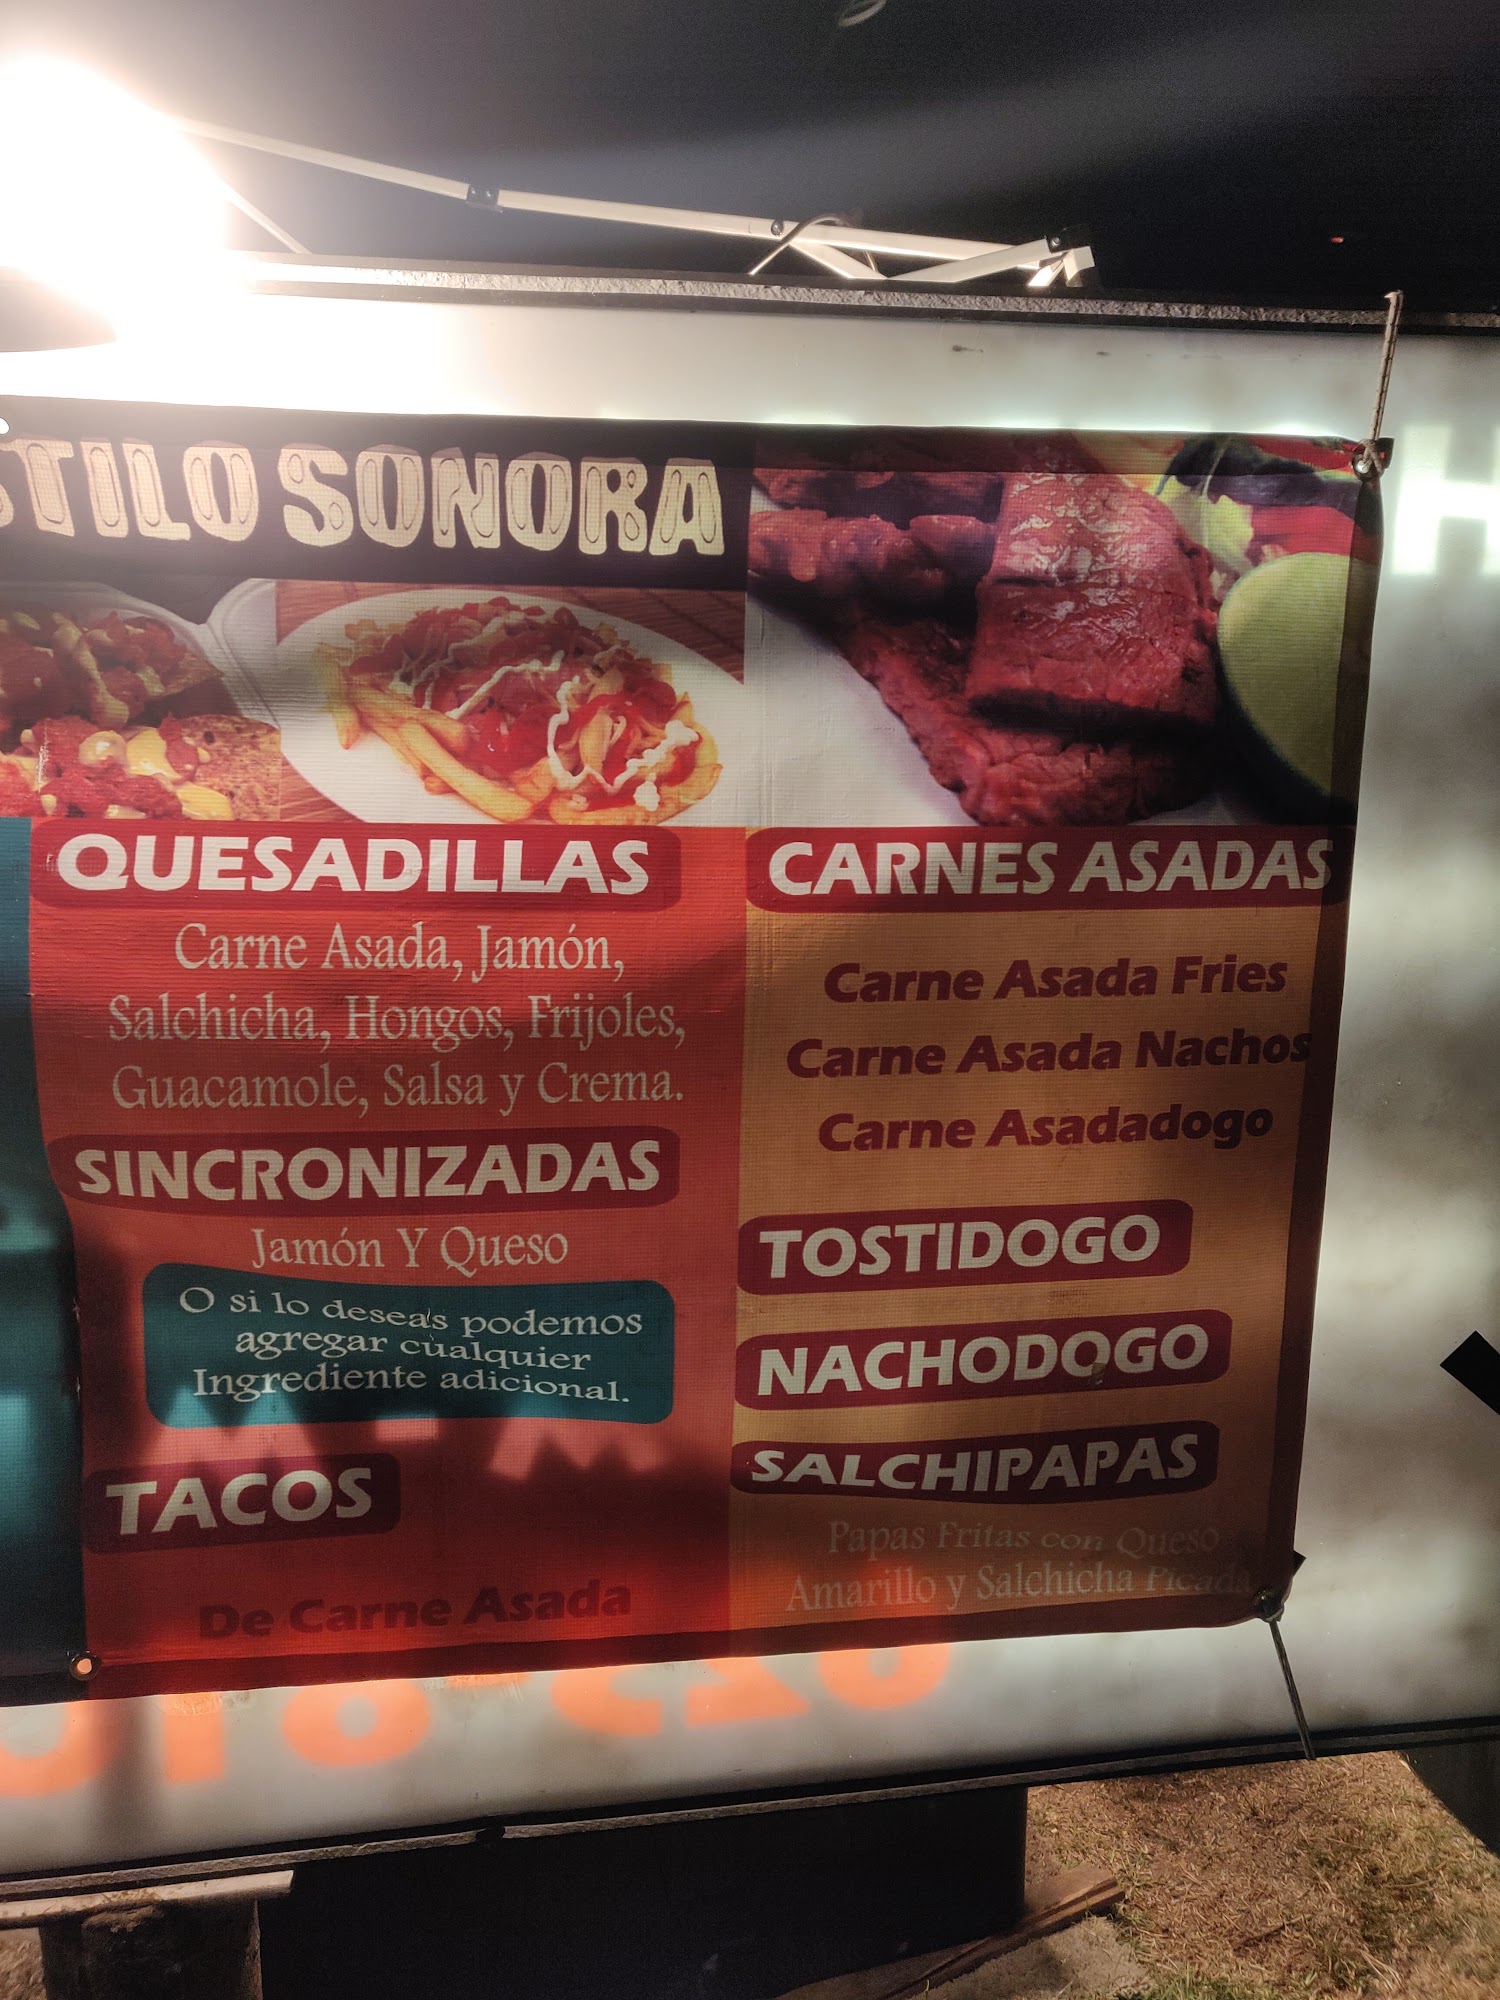 TILO SONORA
QUESADILLAS
Carne Asada, Jamón,
Salchicha, Hongos, Frijoles,
Guacamole, Salsa y Crema.
SINCRONIZADAS
Jamón Y Queso
O si lo deseas podemos
agregar cualquier
Ingrediente adicional.
TACOS
De Carne Asada
CARNES ASADAS
Carne Asada Fries
Carne Asada Nachos
Carne Asadadogo
TOSTIDOGO
NACHODOGO
SALCHIPAPAS
Papas Fritas con Queso
Amarillo y Salchicha Picada